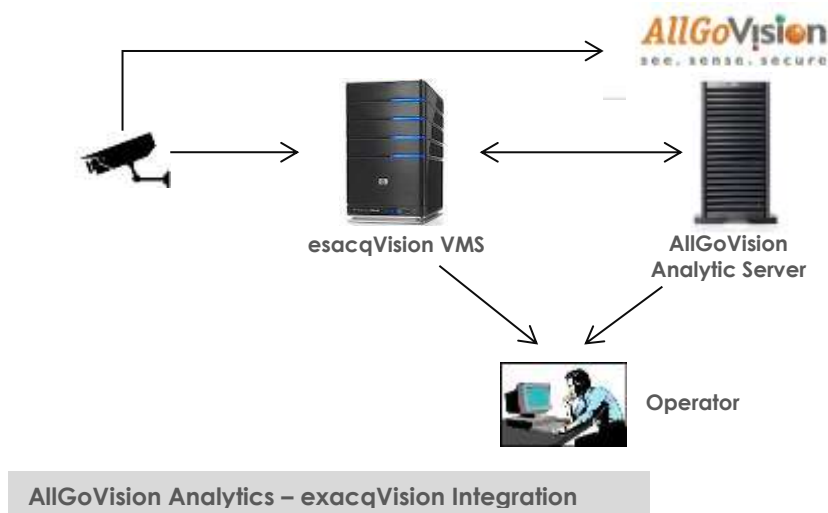 AllGoVision
see. sense. secure
esacqVision VMS
AllGoVision
Analytic Server
Operator
AllGoVision Analytics – exacqVision Integration